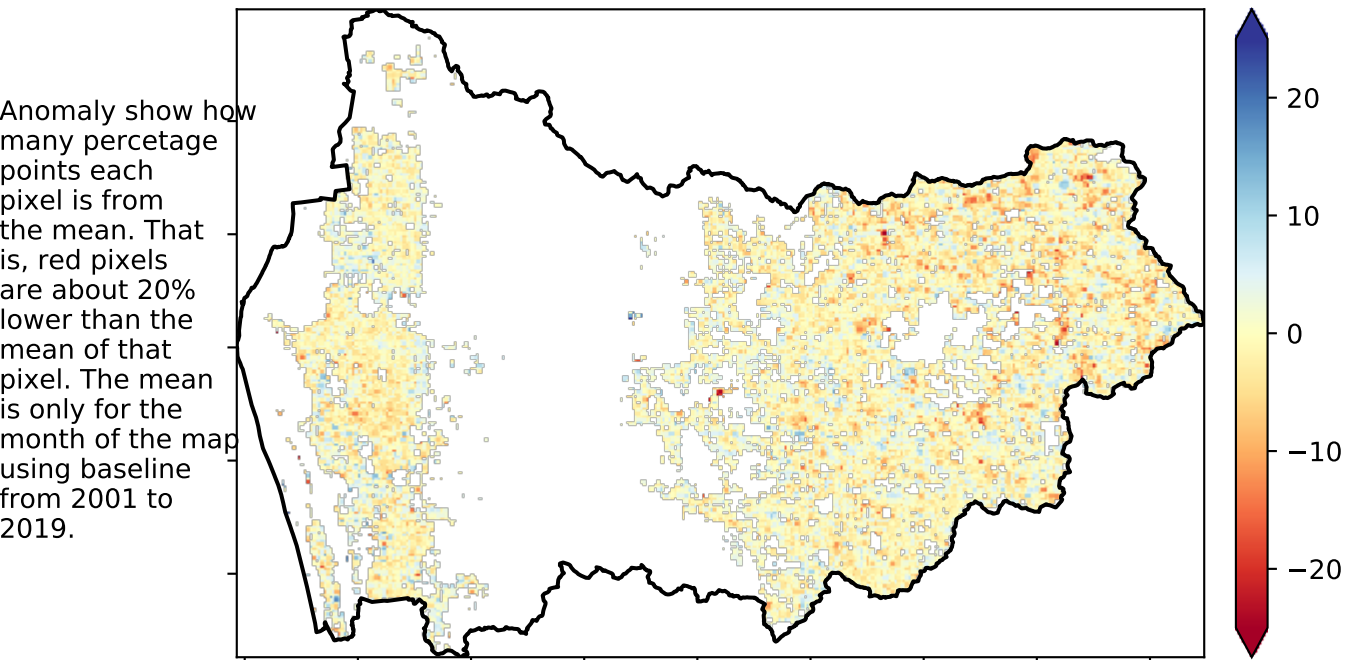 Anomaly show how
many percetage
points each
pixel is from
the mean. That
is, red pixels
are about 20%
lower than the
mean of that
pixel. The mean
is only for the
month of the map
using baseline
from 2001 to
2019.
20
10
0
−10
−20